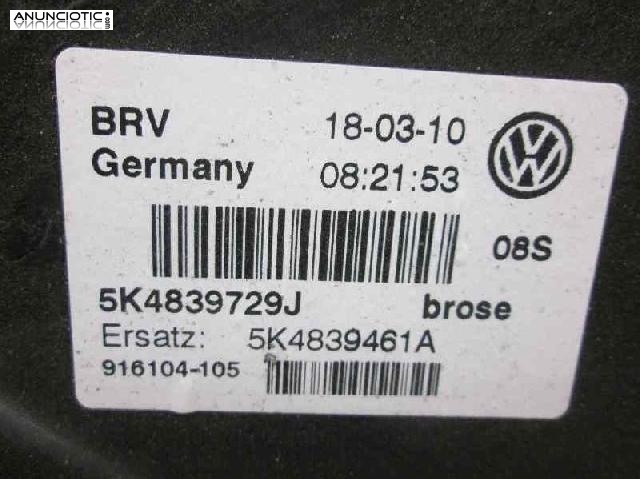 ANUNCIOTIC
BRV 18-03-10
Germany 08:21:53
08S
5K4839729J brose
Ersatz: 5K4839461A
916104-105